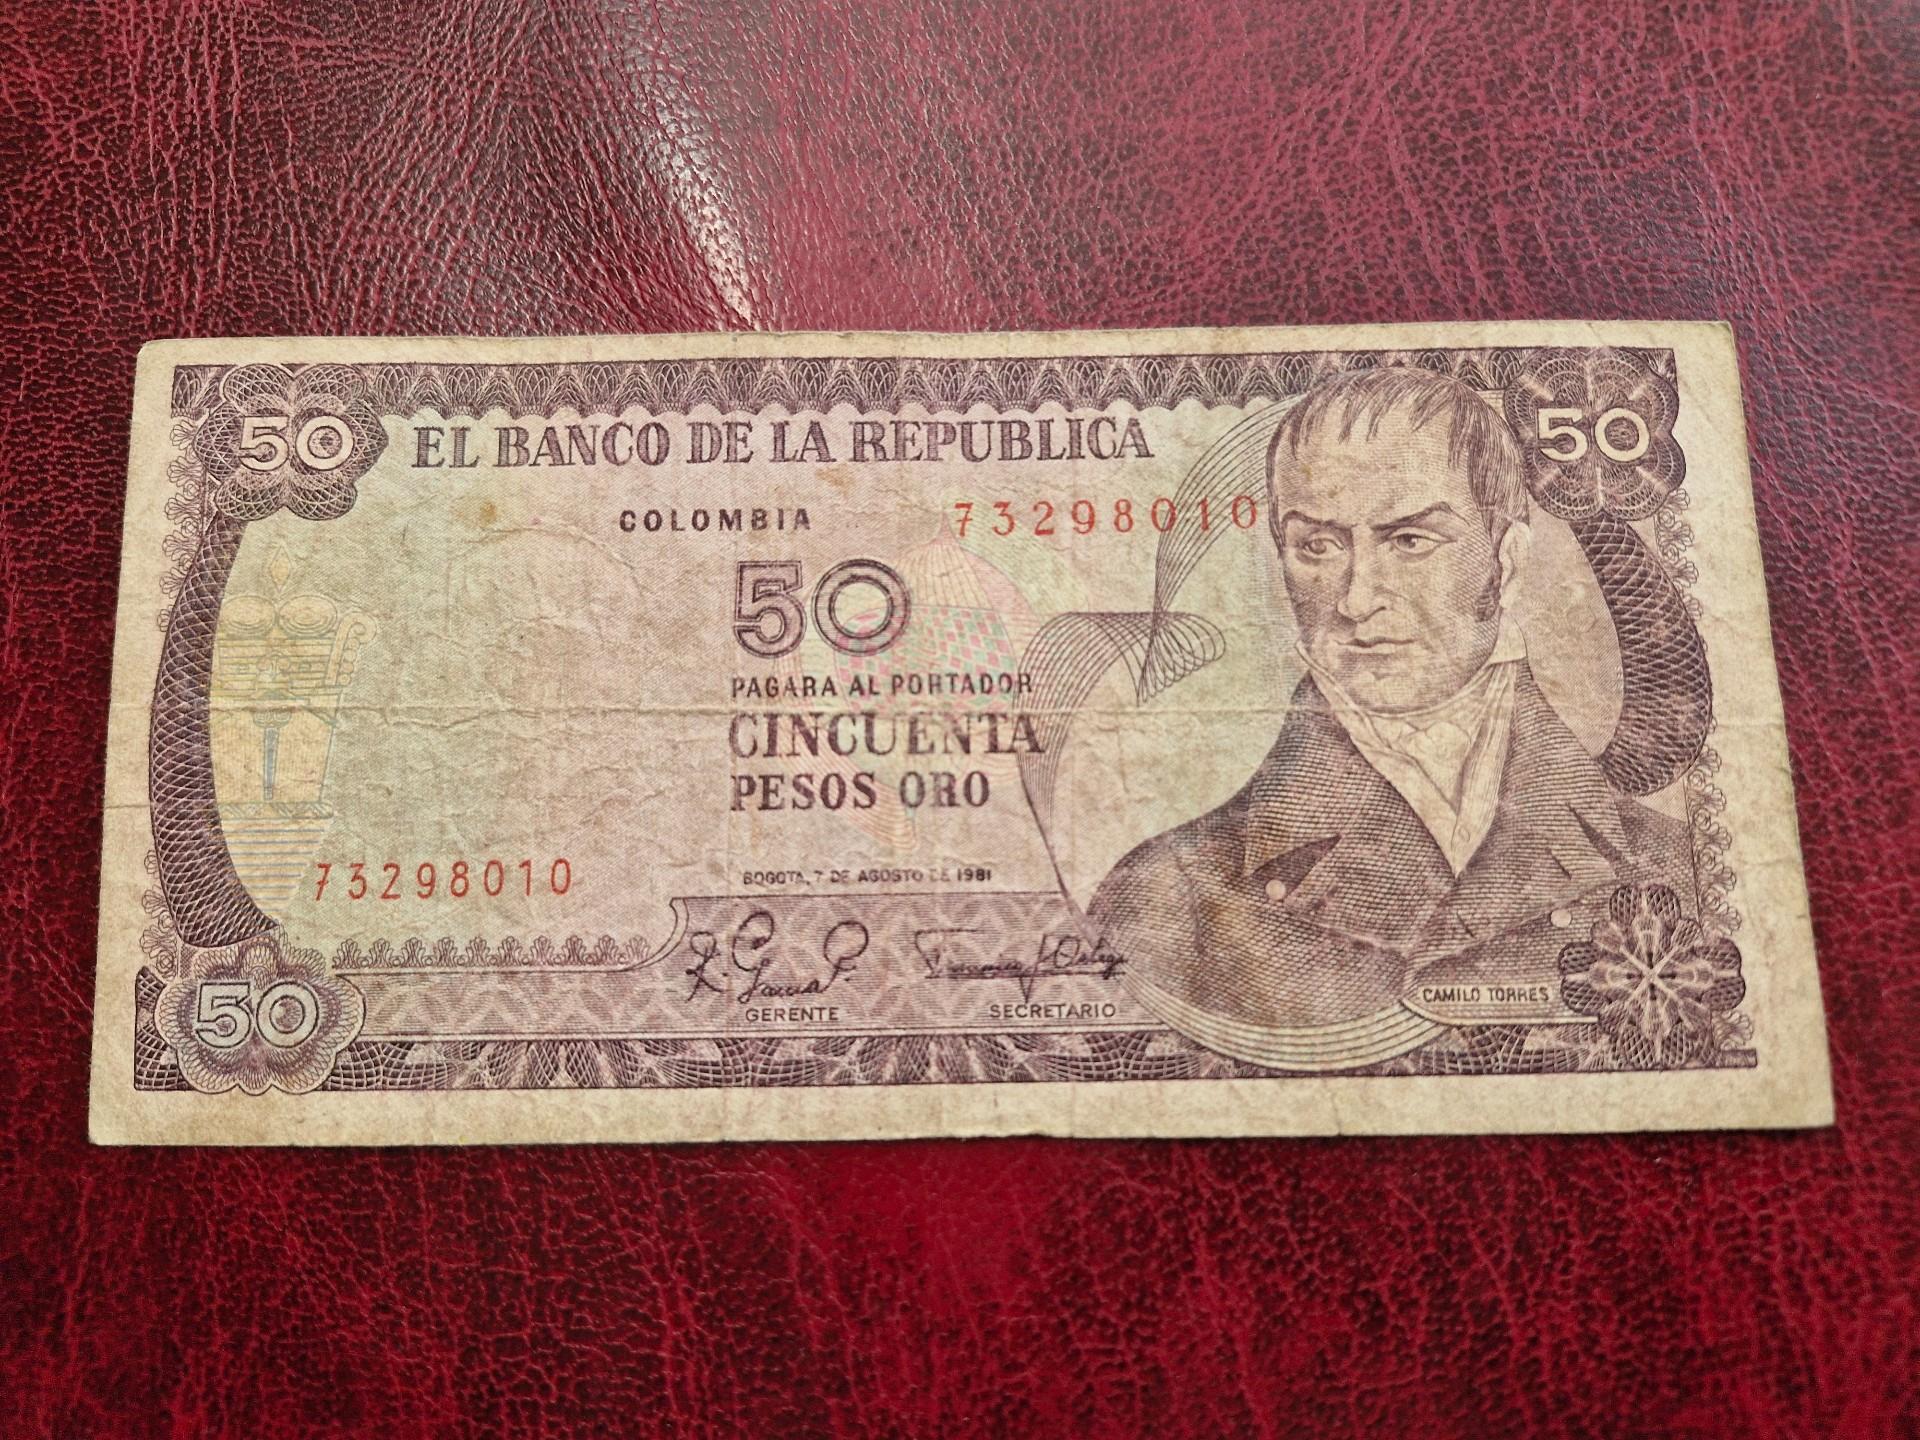 50 EL BANCO DE LA REPUBLICA 50
COLOMBIA 73298010
50
PAGARA AL PORTADOR
CINCUENTA
PESOS ORO
73298010
BOGOTA, 7 DE AGOSTO DE 1981
50
GERENTE SECRETARIO
CAMILO TORRES